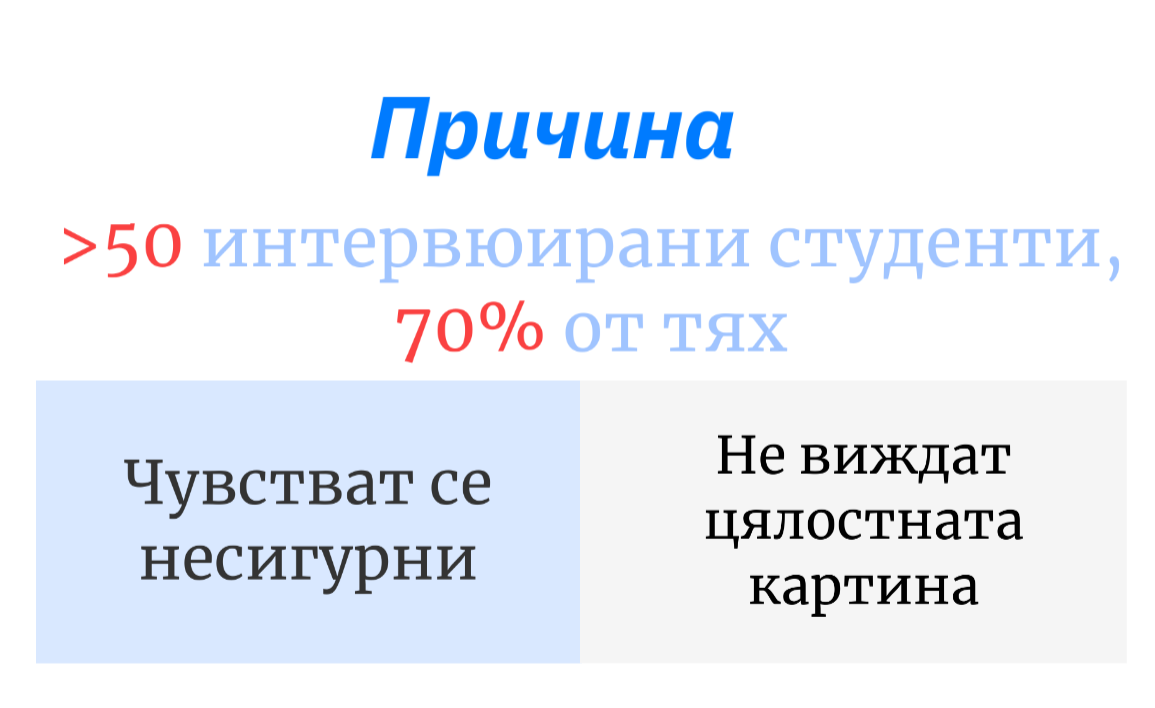 Причина
>50 интервюирани студенти,
70% от тях
Чувстват се
несигурни
Не виждат
цялостната
картина